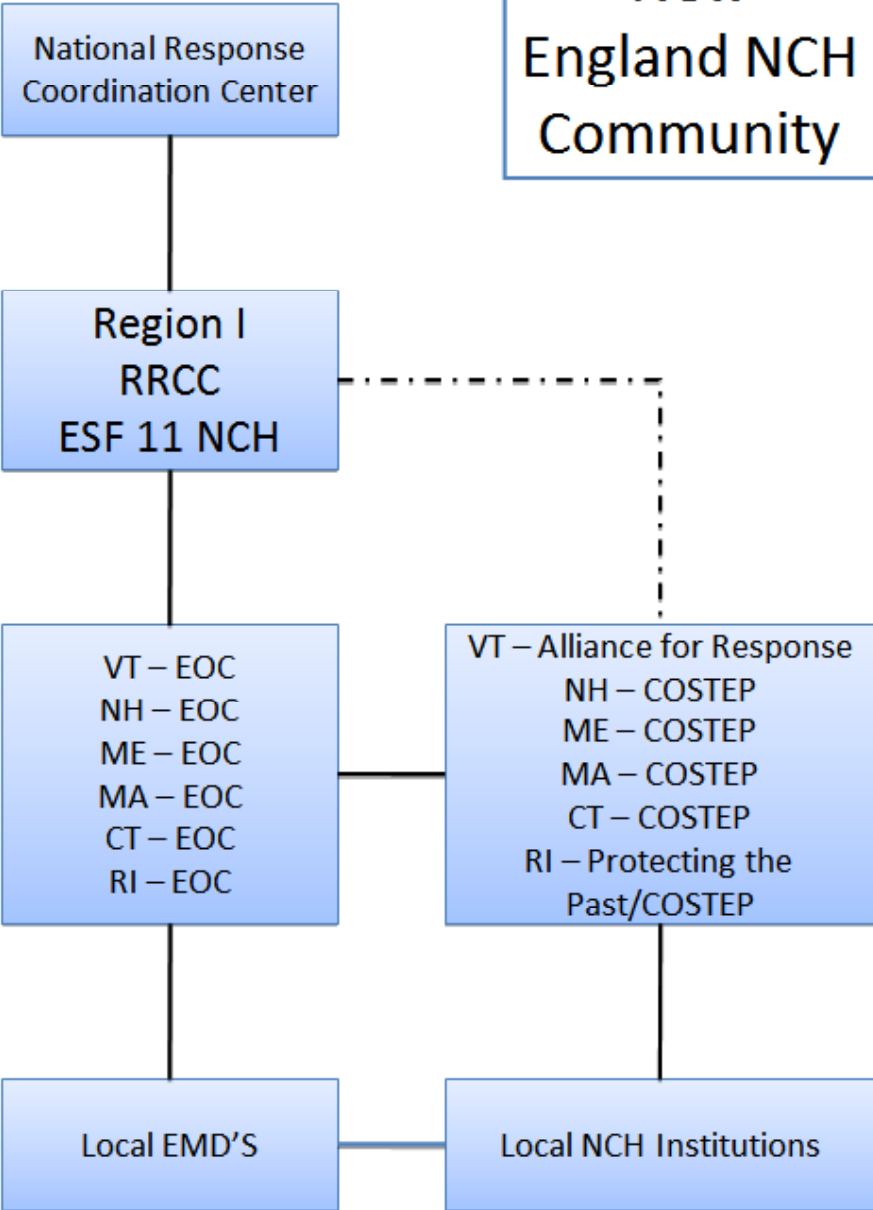 England NCH
Community
National Response
Coordination Center
Region I
RRCC
ESF 11 NCH
VT – EOC
NH – EOC
ME – EOC
MA – EOC
CT – EOC
RI – EOC
VT – Alliance for Response
NH – COSTEP
ME – COSTEP
MA – COSTEP
CT – COSTEP
RI – Protecting the
Past/COSTEP
Local EMD'S
Local NCH Institutions